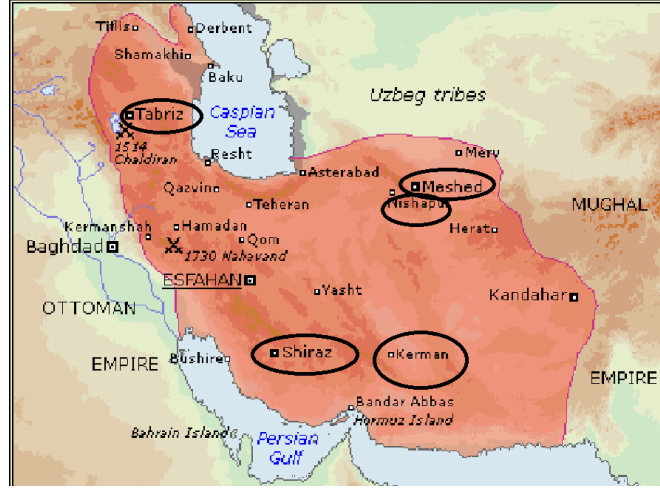 Tiflis
Derbent
Shamakhi
Baku
Uzbeg tribes
Tabriz
Caspian
Sea
1514
Chaldiran
Resht
Merv
Asterabad
Meshed
Qazvin
Nishapur
MUGHAL
Teheran
Kermanshah
Hamadan
Herat
Baghdad
Qom
1730 Nahavand
ESFAHAN
Yasht
Kandahar
OTTOMAN
Shiraz
Kerman
EMPIRE
Bushire
EMPIRE
Bandar Abbas
Hormuz Island
Bahrain Island
Persian
Gulf